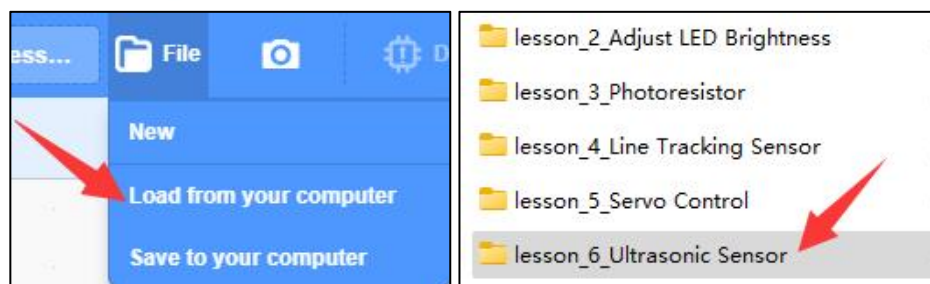 ess...
File
D
New
Load from your computer
Save to your computer
lesson_2_Adjust LED Brightness
lesson_3_Photoresistor
lesson_4_Line Tracking Sensor
lesson_5_Servo Control
lesson_6_Ultrasonic Sensor